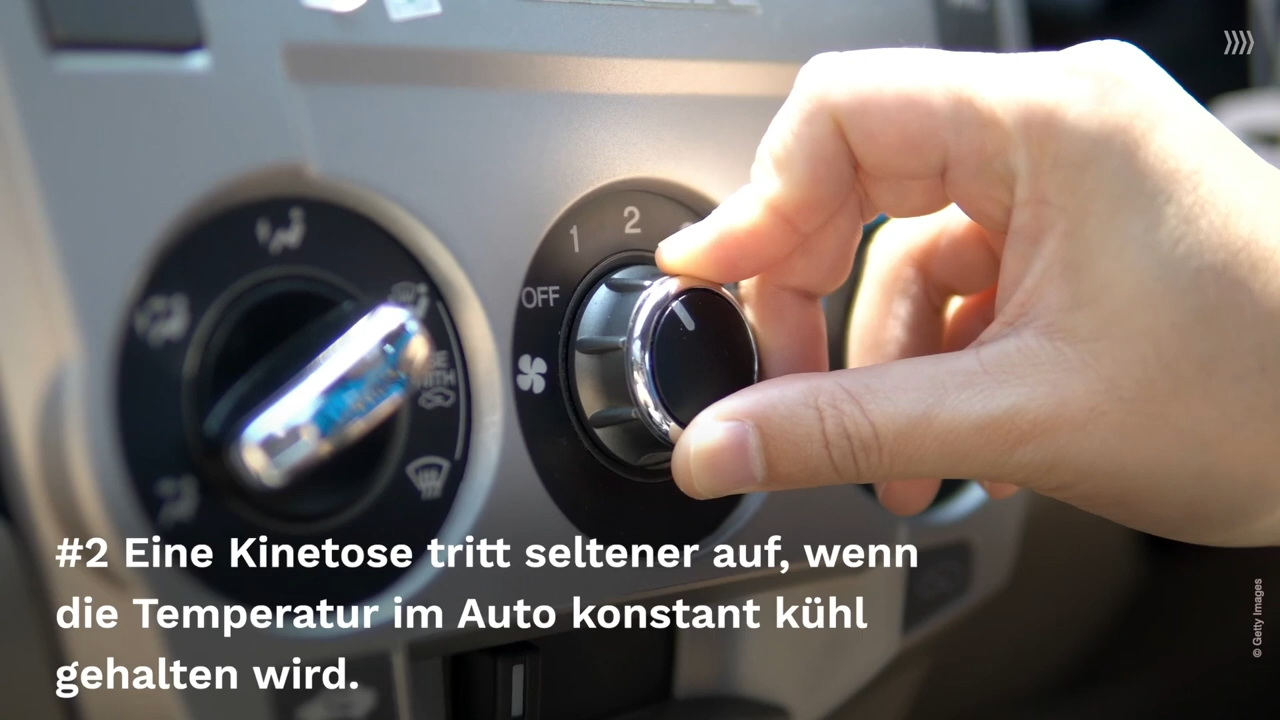 1 2
OFF
#2 Eine Kinetose tritt seltener auf, wenn
die Temperatur im Auto konstant kühl
gehalten wird.
© Getty Images